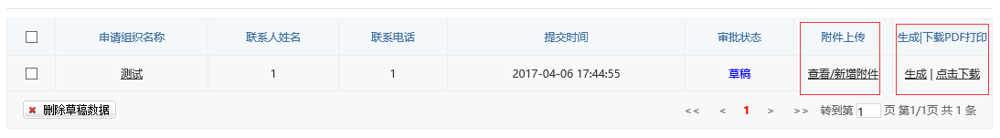 申请组织名称 联系人姓名 联系电话 提交时间 审批状态 附件上传 生成|下载PDF打印
测试 1 1 2017-04-06 17:44:55 草稿 查看/新增附件 生成 | 点击下载
删除草稿数据 << < 1 > >> 转到第 1 页 第1/1页 共 1 条